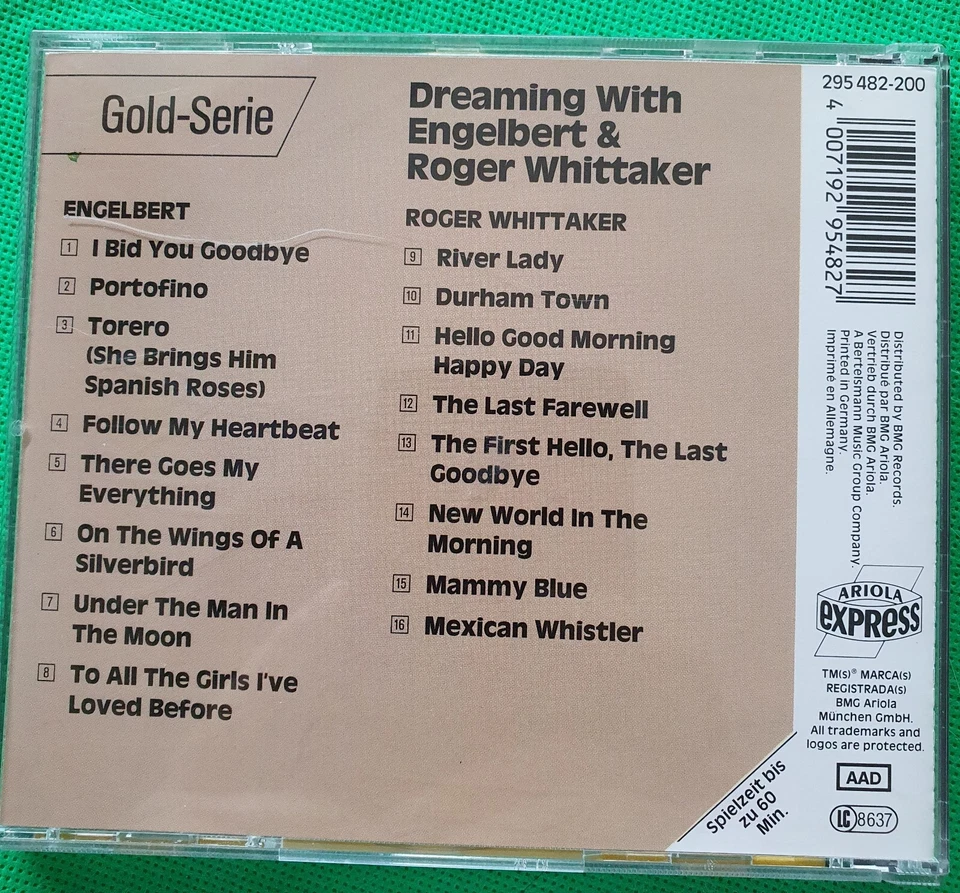 Gold-Serie
Dreaming With
Engelbert &
Roger Whittaker
ENGELBERT
1 I Bid You Goodbye
2 Portofino
3 Torero
(She Brings Him
Spanish Roses)
4 Follow My Heartbeat
5 There Goes My
Everything
6 On The Wings Of A
Silverbird
7 Under The Man In
The Moon
8 To All The Girls I've
Loved Before
ROGER WHITTAKER
9 River Lady
10 Durham Town
11 Hello Good Morning
Happy Day
12 The Last Farewell
13 The First Hello, The Last
Goodbye
14 New World In The
Morning
15 Mammy Blue
16 Mexican Whistler
Spielzeit bis
zu 60
Min.
295 482-200
4 007192 954827
Distributed by BMG Records.
Distribué par BMG Ariola.
Vertrieb durch BMG Ariola
A Bertelsmann Music Group Company.
Printed in Germany.
Imprimé en Allemagne.
ARIOLA
EXPRESS
TM(s)® MARCA(s)
REGISTRADA(s)
BMG Ariola
München GmbH.
All trademarks and
logos are protected.
AAD
LC 8637